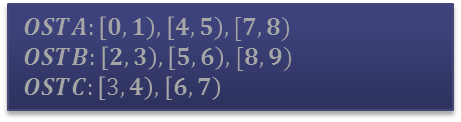 OSTA: [0, 1), [4, 5), [7, 8)
OSTB: [2, 3), [5, 6), [8, 9)
OSTC: [3, 4), [6, 7)